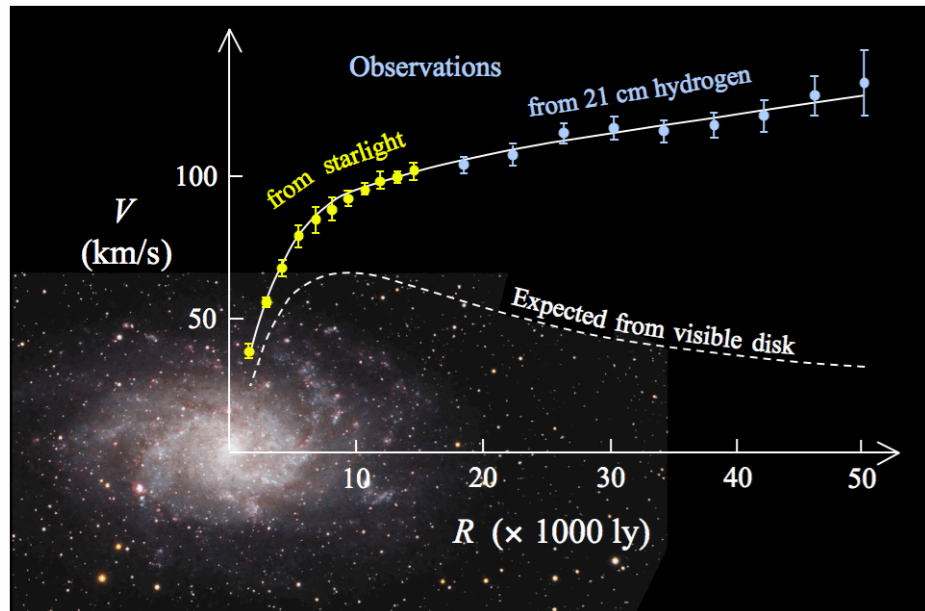 Observations
from 21 cm hydrogen
from starlight
100
V
(km/s)
50
Expected from visible disk
10 20 30 40 50
R (× 1000 ly)